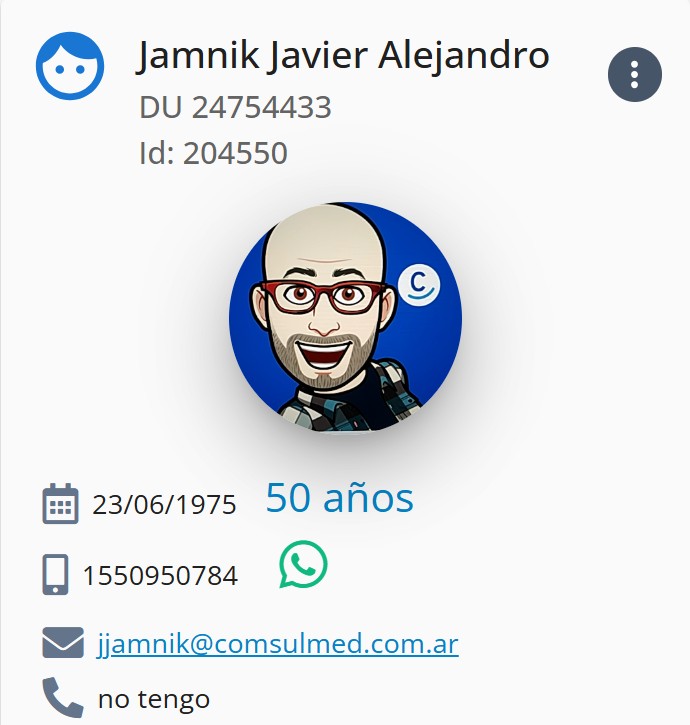 Jamnik Javier Alejandro
DU 24754433
Id: 204550
C
23/06/1975 50 años
1550950784
jjamnik@comsulmed.com.ar
no tengo